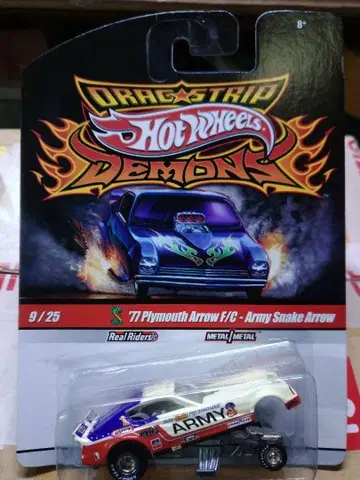 8+
DRAG★STRIP
Hot Wheels
DEMONS
9 / 25
'77 Plymouth Arrow F/C - Army Snake Arrow
Real Riders
METAL/METAL
ARMY